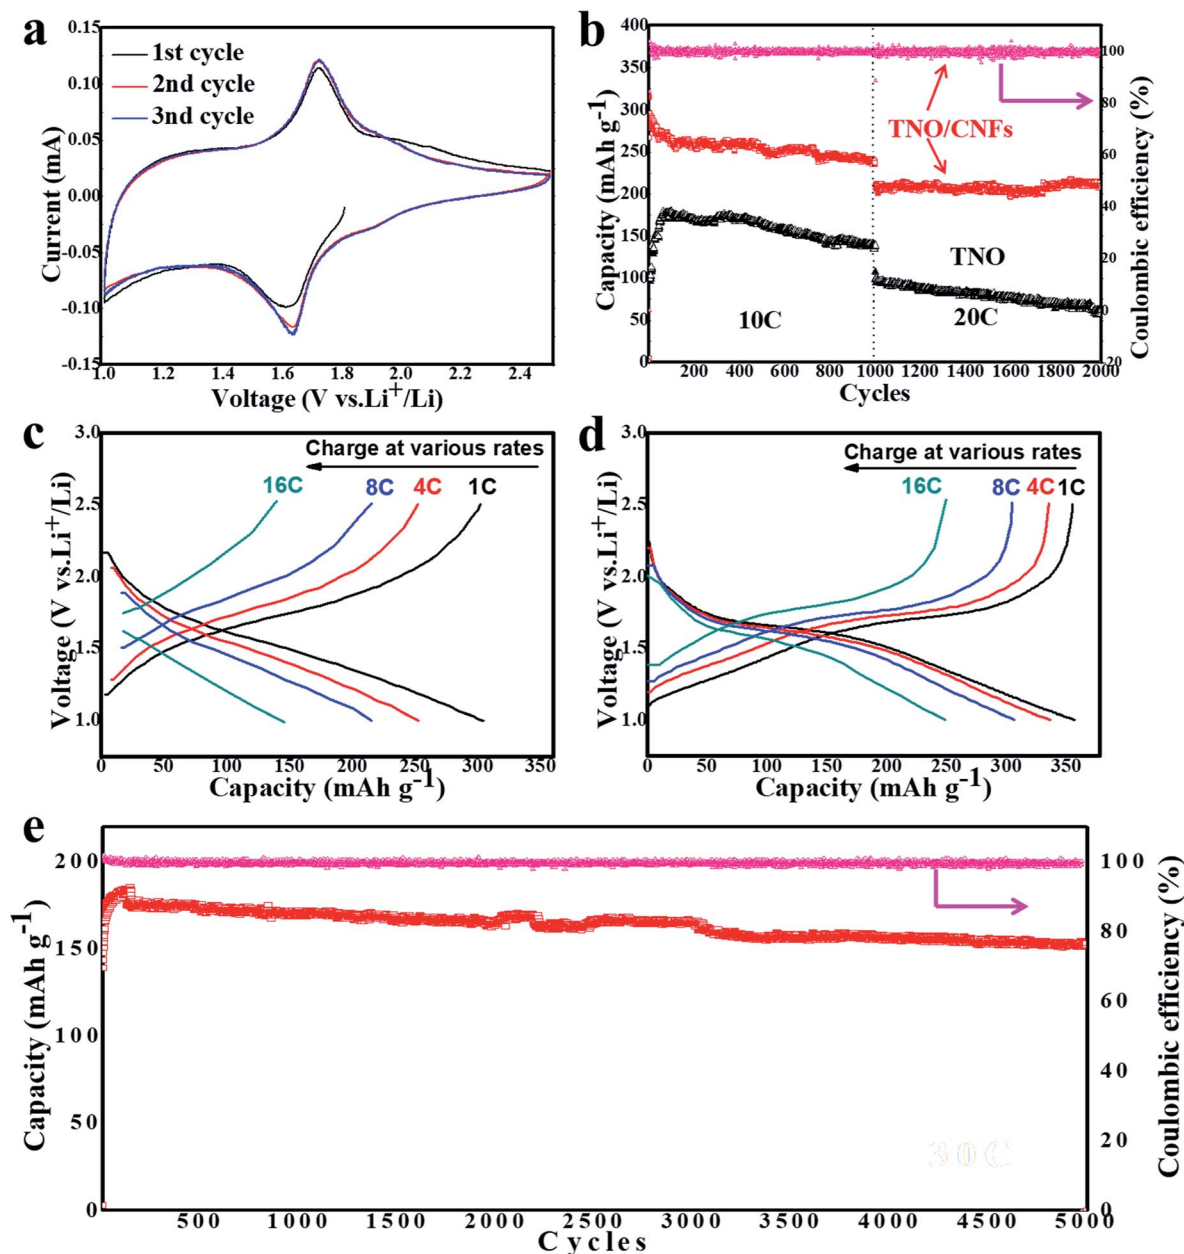 a
0.15
0.10
0.05
0.00
-0.05
-0.10
-0.15
Current (mA)
1st cycle
2nd cycle
3nd cycle
1.0 1.2 1.4 1.6 1.8 2.0 2.2 2.4
Voltage (V vs.Li⁺/Li)
b
400
350
300
250
200
150
100
50
0
Capacity (mAh g⁻¹)
TNO/CNFs
TNO
10C
20C
100
80
60
40
20
0
20
Coulombic efficiency (%)
200 400 600 800 1000 1200 1400 1600 1800 2000
Cycles
c
3.0
2.5
2.0
1.5
1.0
Voltage (V vs.Li⁺/Li)
Charge at various rates
16C 8C 4C 1C
0 50 100 150 200 250 300 350
Capacity (mAh g⁻¹)
d
3.0
2.5
2.0
1.5
1.0
Voltage (V vs.Li⁺/Li)
Charge at various rates
16C 8C 4C 1C
0 50 100 150 200 250 300 350
Capacity (mAh g⁻¹)
e
200
150
100
50
0
Capacity (mAh g⁻¹)
30C
100
80
60
40
20
0
Coulombic efficiency (%)
500 1000 1500 2000 2500 3000 3500 4000 4500 5000
Cycles